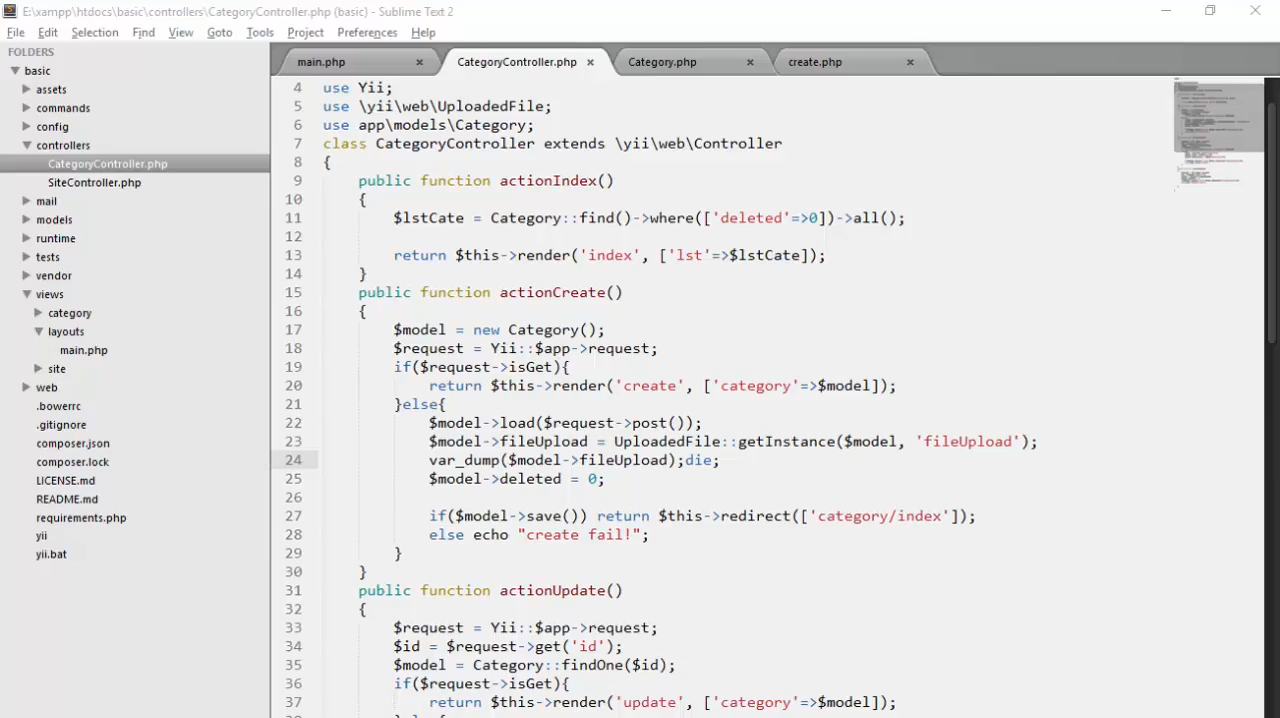 E:\xampp\htdocs\basic\controllers\CategoryController.php (basic) - Sublime Text 2
File Edit Selection Find View Goto Tools Project Preferences Help
FOLDERS
basic
assets
commands
config
controllers
CategoryController.php
SiteController.php
mail
models
runtime
tests
vendor
views
category
layouts
main.php
site
web
.bowerrc
.gitignore
composer.json
composer.lock
LICENSE.md
README.md
requirements.php
yii
yii.bat
main.php CategoryController.php Category.php create.php
4 use Yii;
5 use \yii\web\UploadedFile;
6 use app\models\Category;
7 class CategoryController extends \yii\web\Controller
8 {
9     public function actionIndex()
10     {
11         $lstCate = Category::find()->where(['deleted'=>0])->all();
12
13         return $this->render('index', ['lst'=>$lstCate]);
14     }
15     public function actionCreate()
16     {
17         $model = new Category();
18         $request = Yii::$app->request;
19         if($request->isGet){
20             return $this->render('create', ['category'=>$model]);
21         }else{
22             $model->load($request->post());
23             $model->fileUpload = UploadedFile::getInstance($model, 'fileUpload');
24             var_dump($model->fileUpload);die;
25             $model->deleted = 0;
26
27             if($model->save()) return $this->redirect(['category/index']);
28             else echo "create fail!";
29         }
30     }
31     public function actionUpdate()
32     {
33         $request = Yii::$app->request;
34         $id = $request->get('id');
35         $model = Category::findOne($id);
36         if($request->isGet){
37             return $this->render('update', ['category'=>$model]);